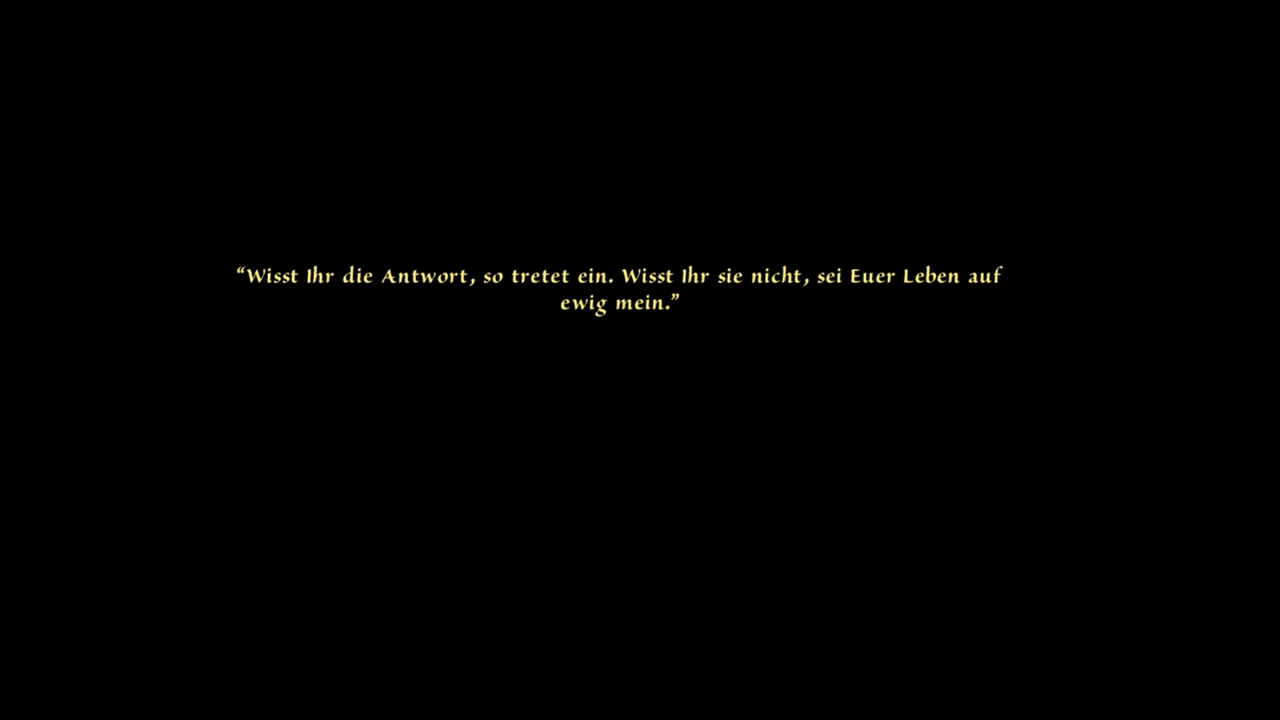 “Wisst Ihr die Antwort, so tretet ein. Wisst Ihr sie nicht, sei Euer Leben auf
ewig mein.”